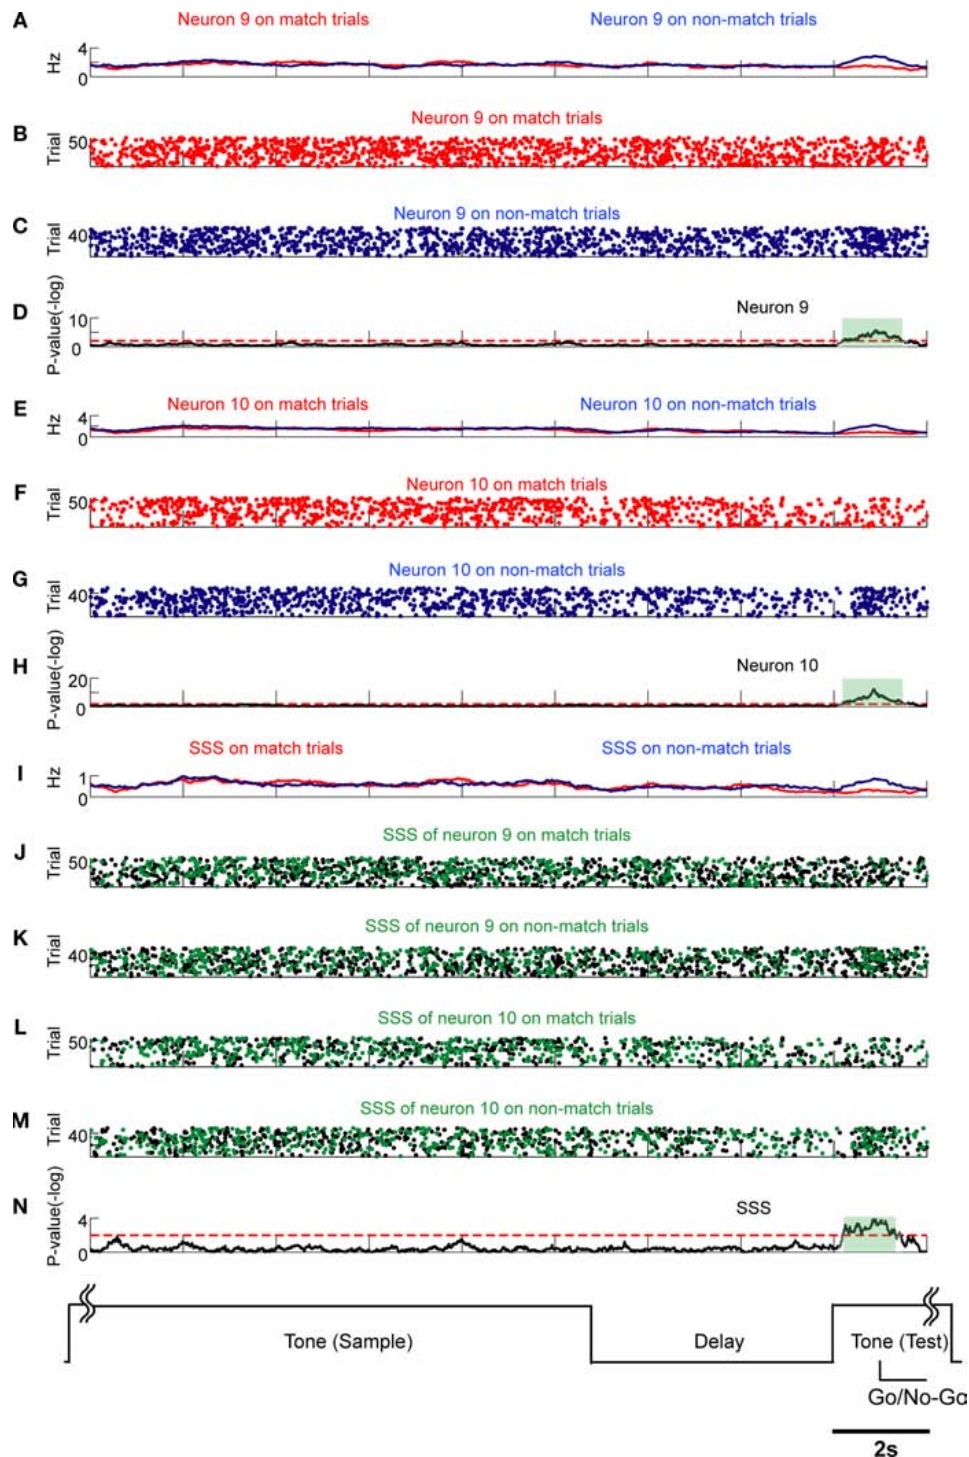 A
Neuron 9 on match trials
Neuron 9 on non-match trials
Hz
4
0
B
Neuron 9 on match trials
Trial
50
C
Neuron 9 on non-match trials
Trial
40
D
P-value(-log)
10
0
Neuron 9
E
Neuron 10 on match trials
Neuron 10 on non-match trials
Hz
4
0
F
Neuron 10 on match trials
Trial
50
G
Neuron 10 on non-match trials
Trial
40
H
P-value(-log)
20
0
Neuron 10
I
SSS on match trials
SSS on non-match trials
Hz
1
0
J
SSS of neuron 9 on match trials
Trial
50
K
SSS of neuron 9 on non-match trials
Trial
40
L
SSS of neuron 10 on match trials
Trial
50
M
SSS of neuron 10 on non-match trials
Trial
40
N
P-value(-log)
4
0
SSS
Tone (Sample)
Delay
Tone (Test)
Go/No-Go
2s